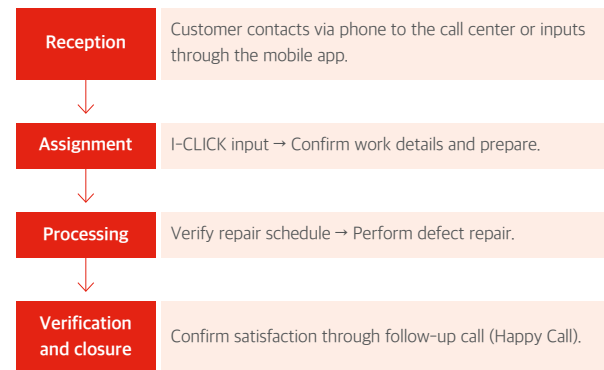 Reception
Customer contacts via phone to the call center or inputs
through the mobile app.
Assignment
I-CLICK input → Confirm work details and prepare.
Processing
Verify repair schedule → Perform defect repair.
Verification
and closure
Confirm satisfaction through follow-up call (Happy Call).